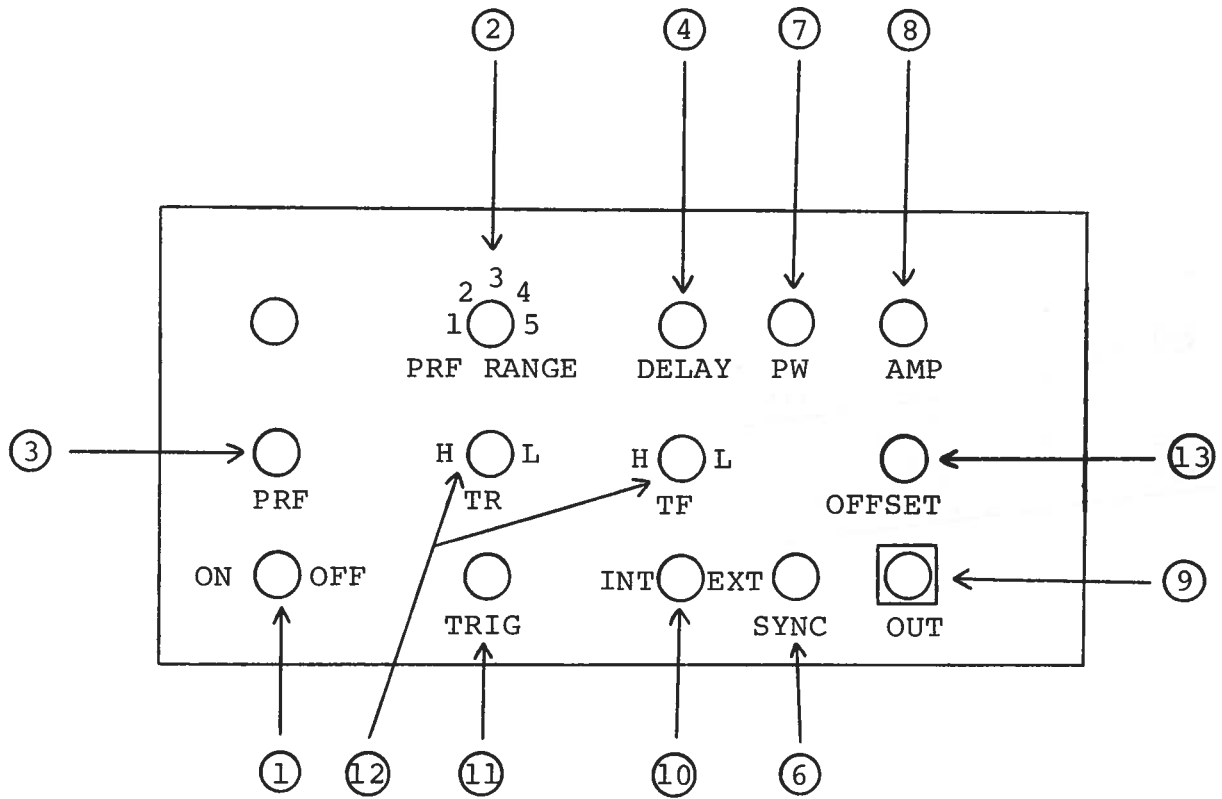 2 4 7 8
3
2 4
1 5
PRF RANGE DELAY PW AMP
3 H L H L 13
PRF TR TF OFFSET
ON OFF INT EXT 9
TRIG SYNC OUT
1 12 11 10 6